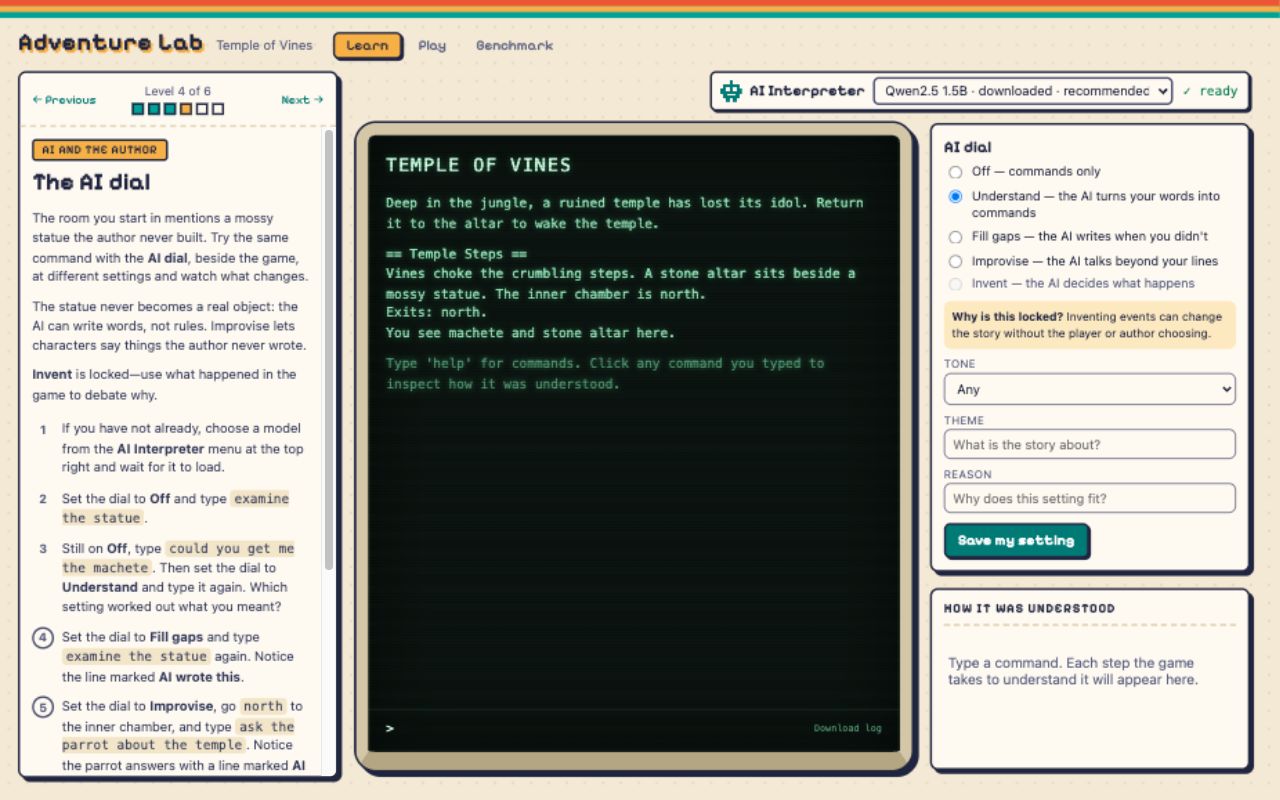 Adventure Lab Temple of Vines Learn Play Benchmark
← Previous Level 4 of 6 Next →
AI AND THE AUTHOR
The AI dial
The room you start in mentions a mossy
statue the author never built. Try the same
command with the AI dial, beside the game,
at different settings and watch what changes.
The statue never becomes a real object: the
AI can write words, not rules. Improvise lets
characters say things the author never wrote.
Invent is locked—use what happened in the
game to debate why.
1 If you have not already, choose a model
from the AI Interpreter menu at the top
right and wait for it to load.
2 Set the dial to Off and type examine
the statue.
3 Still on Off, type could you get me
the machete. Then set the dial to
Understand and type it again. Which
setting worked out what you meant?
4 Set the dial to Fill gaps and type
examine the statue again. Notice
the line marked AI wrote this.
5 Set the dial to Improvise, go north to
the inner chamber, and type ask the
parrot about the temple. Notice
the parrot answers with a line marked AI
AI Interpreter Qwen2.5 1.5B · downloaded · recommended ✓ ready
TEMPLE OF VINES
Deep in the jungle, a ruined temple has lost its idol. Return
it to the altar to wake the temple.
== Temple Steps ==
Vines choke the crumbling steps. A stone altar sits beside a
mossy statue. The inner chamber is north.
Exits: north.
You see machete and stone altar here.
Type 'help' for commands. Click any command you typed to
inspect how it was understood.
> Download log
AI dial
Off — commands only
Understand — the AI turns your words into
commands
Fill gaps — the AI writes when you didn't
Improvise — the AI talks beyond your lines
Invent — the AI decides what happens
Why is this locked? Inventing events can change
the story without the player or author choosing.
TONE
Any
THEME
What is the story about?
REASON
Why does this setting fit?
Save my setting
HOW IT WAS UNDERSTOOD
Type a command. Each step the game
takes to understand it will appear here.